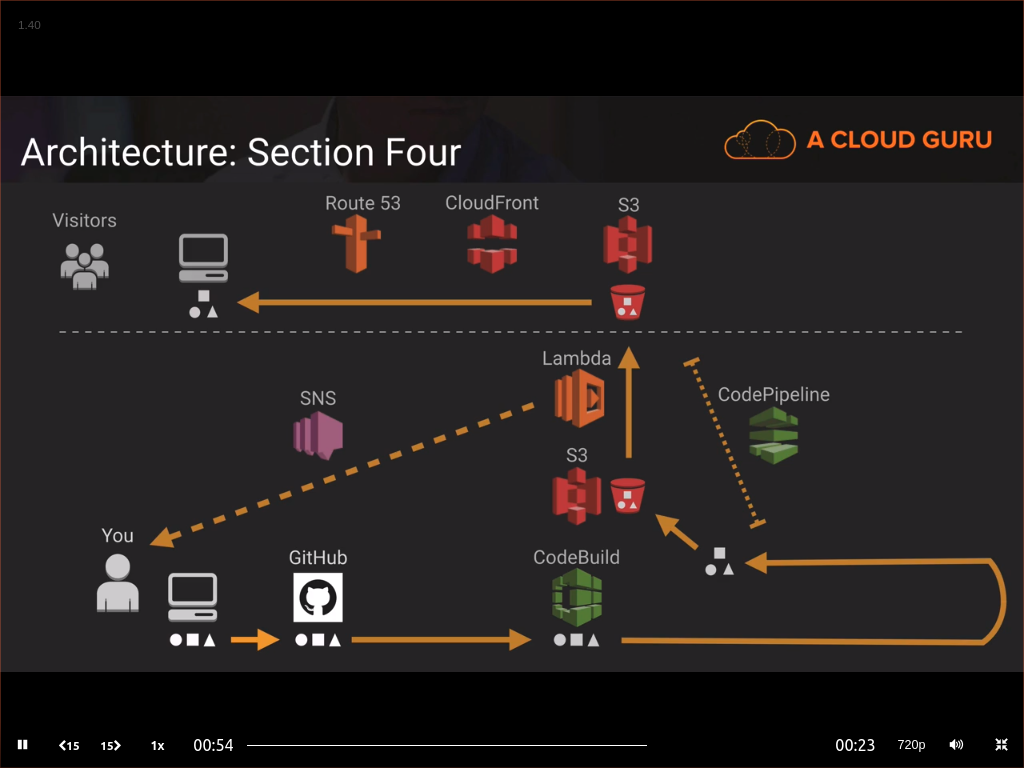 1.40
Architecture: Section Four
A CLOUD GURU
Visitors
Route 53
CloudFront
S3
Lambda
SNS
CodePipeline
S3
You
GitHub
CodeBuild
15
15
1x
00:54
00:23
720p